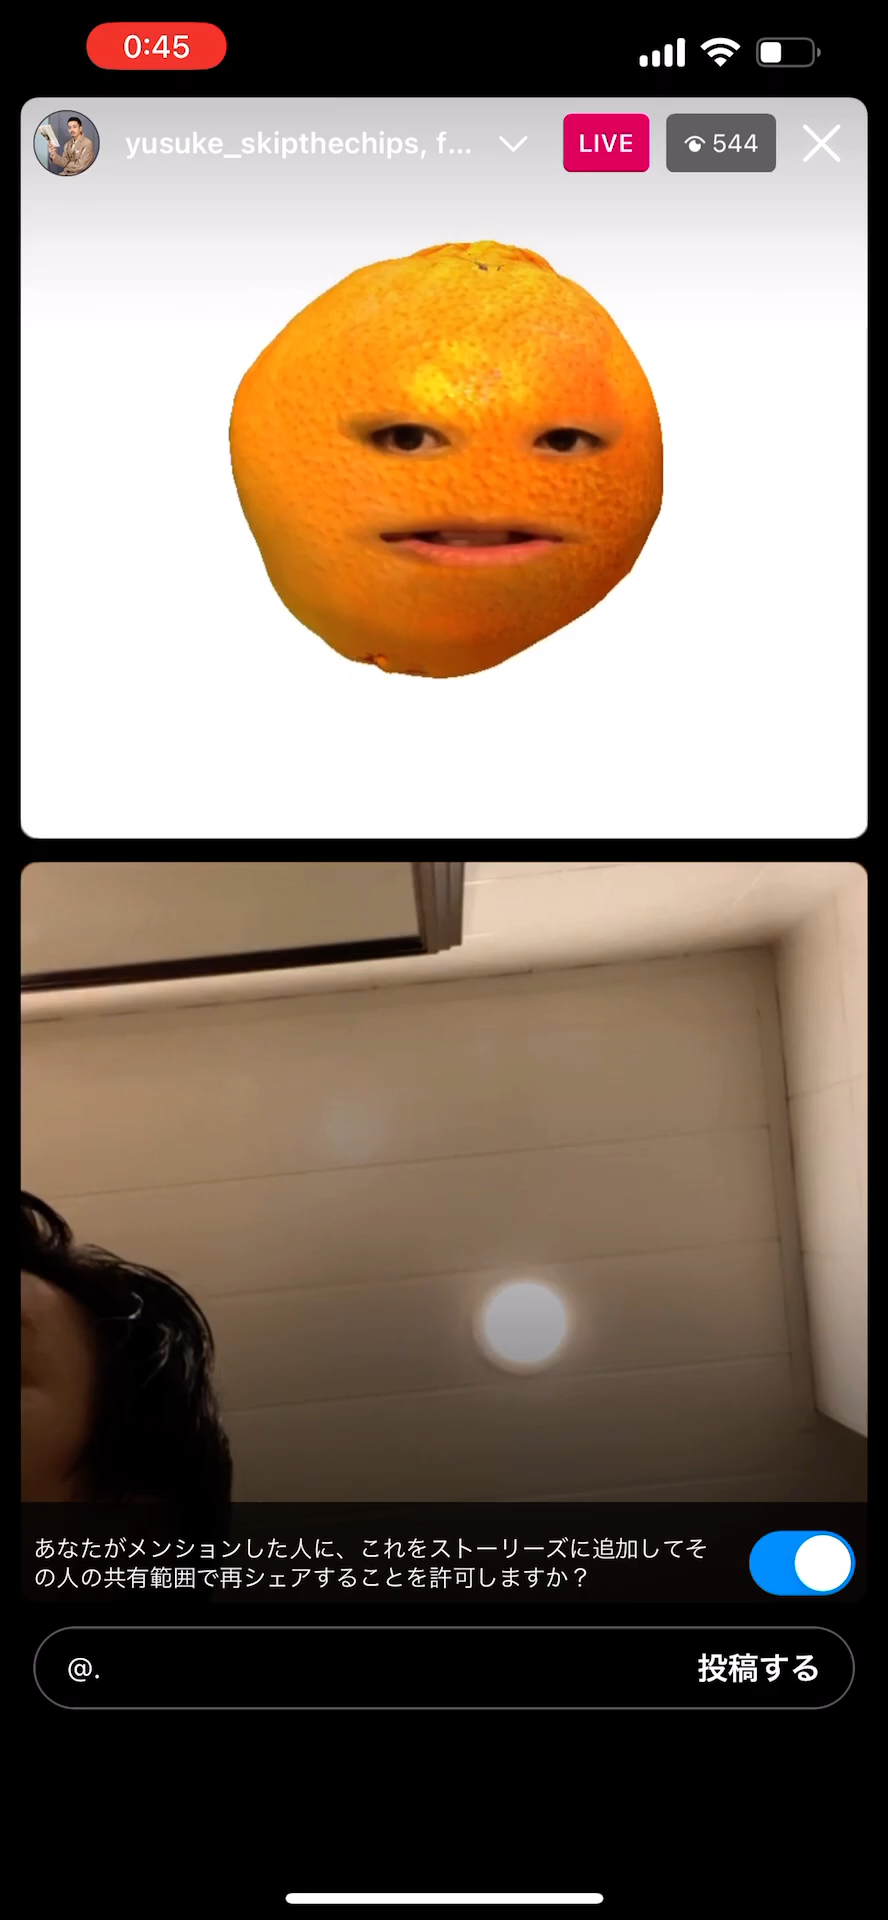 0:45
yusuke_skipthechips, f...
LIVE
544
あなたがメンションした人に、これをストーリーズに追加してそ
の人の共有範囲で再シェアすることを許可しますか？
@.
投稿する